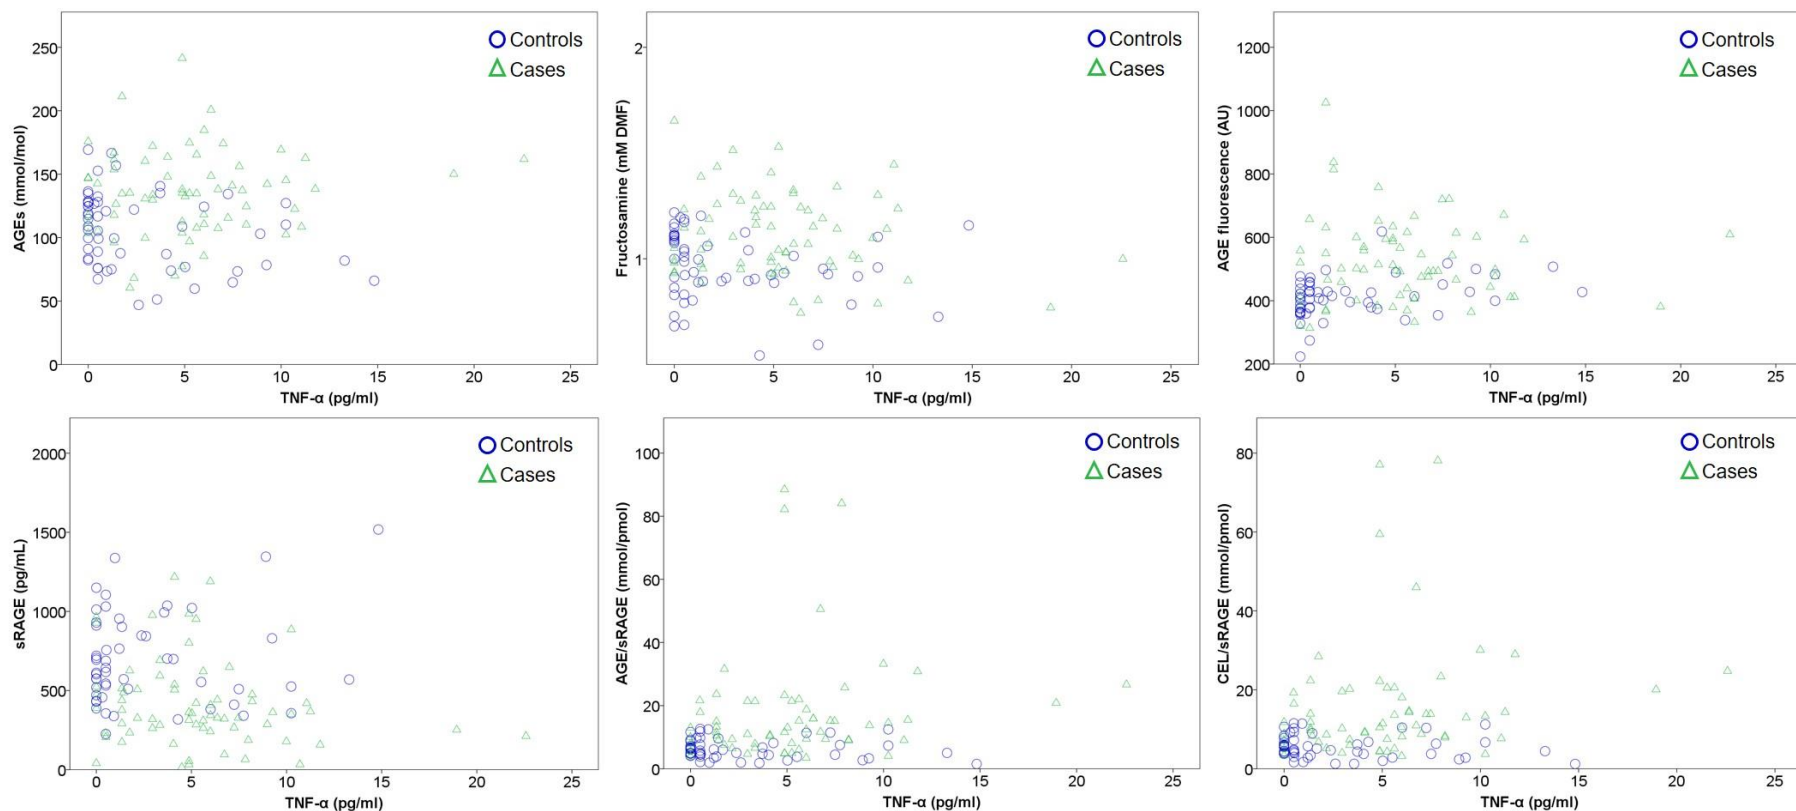 AGEs (mmol/mol)
250
200
150
100
50
0
Controls
Cases
0 5 10 15 20 25
TNF-α (pg/ml)
Fructosamine (mM DMF)
2
1
Controls
Cases
0 5 10 15 20 25
TNF-α (pg/ml)
AGE fluorescence (AU)
1200
1000
800
600
400
200
Controls
Cases
0 5 10 15 20 25
TNF-α (pg/ml)
sRAGE (pg/mL)
2000
1500
1000
500
0
Controls
Cases
0 5 10 15 20 25
TNF-α (pg/ml)
AGE/sRAGE (mmol/pmol)
100
80
60
40
20
0
Controls
Cases
0 5 10 15 20 25
TNF-α (pg/ml)
CEL/sRAGE (mmol/pmol)
80
60
40
20
0
Controls
Cases
0 5 10 15 20 25
TNF-α (pg/ml)